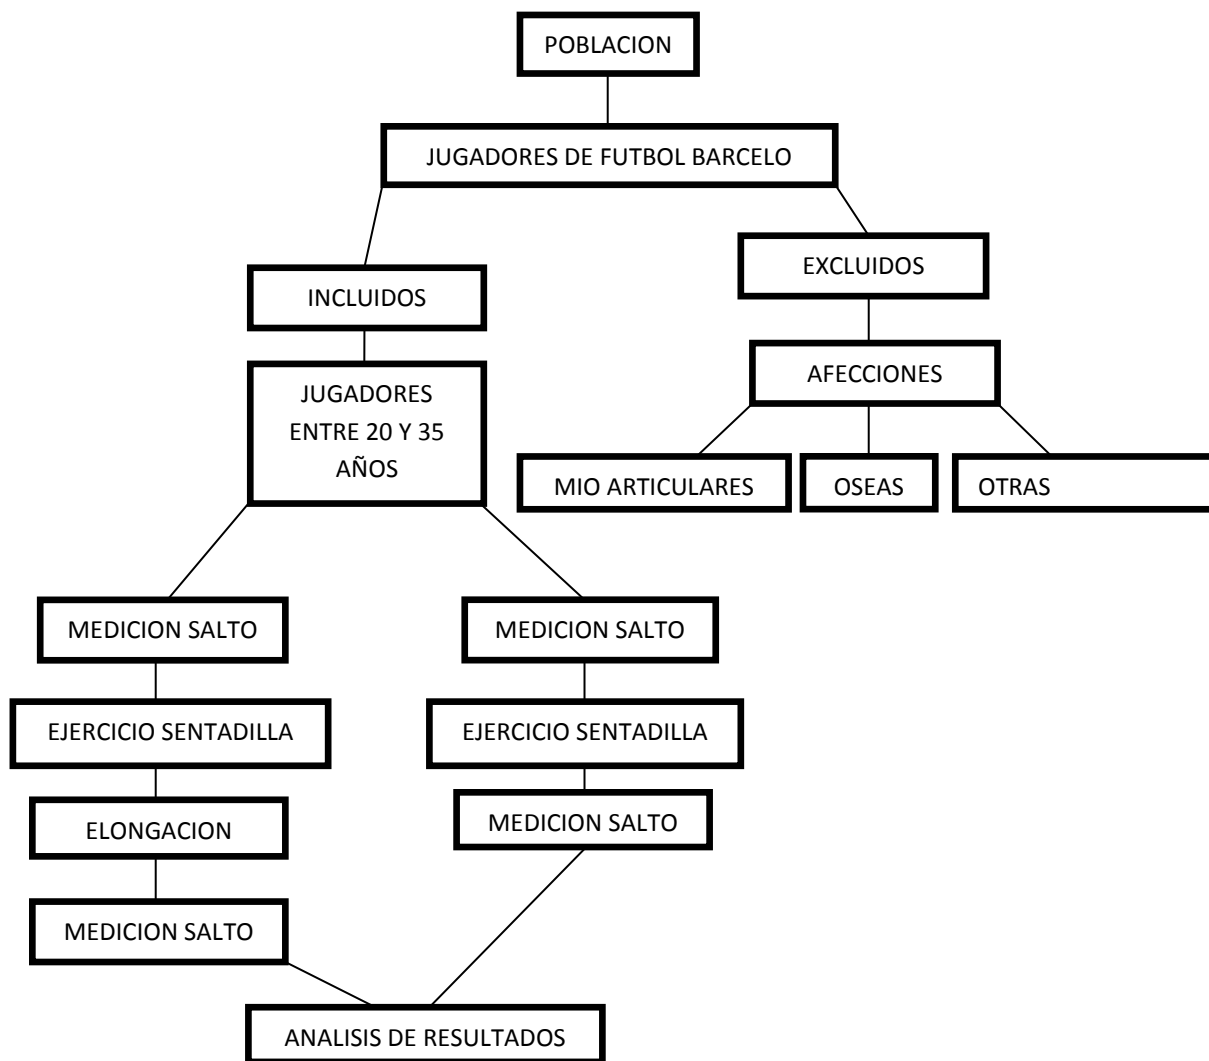 POBLACION
JUGADORES DE FUTBOL BARCELO
EXCLUIDOS
INCLUIDOS
AFECCIONES
JUGADORES
ENTRE 20 Y 35
AÑOS
MIO ARTICULARES
OSEAS
OTRAS
MEDICION SALTO
MEDICION SALTO
EJERCICIO SENTADILLA
EJERCICIO SENTADILLA
ELONGACION
MEDICION SALTO
MEDICION SALTO
ANALISIS DE RESULTADOS